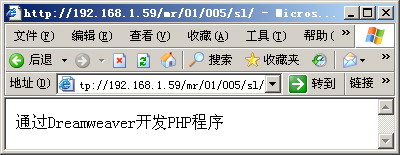 http://192.168.1.59/mr/01/005/sl/ - Micros...
文件(F) 编辑(E) 查看(V) 收藏(A) 工具(T) 帮助( »
后退 搜索 收藏夹 »
地址(D) tp://192.168.1.59/mr/01/005/sl/ 转到 链接 »
通过Dreamweaver开发PHP程序